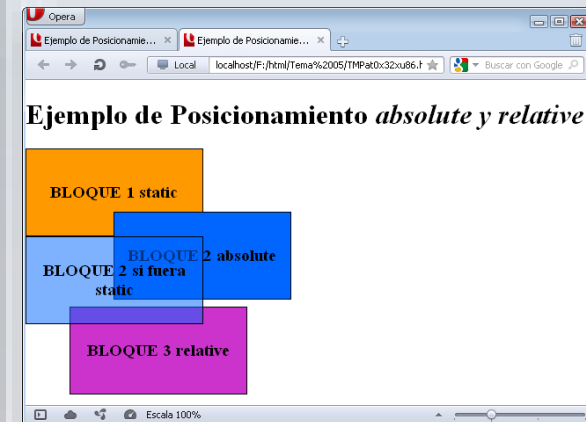 Opera
Ejemplo de Posicionamie... × Ejemplo de Posicionamie... ×
Local localhost/F:/html/Tema%2005/TMPat0x32xu86.h Buscar con Google
Ejemplo de Posicionamiento absolute y relative
BLOQUE 1 static
BLOQUE 2 absolute
BLOQUE 2 si fuera
static
BLOQUE 3 relative
Escala 100%